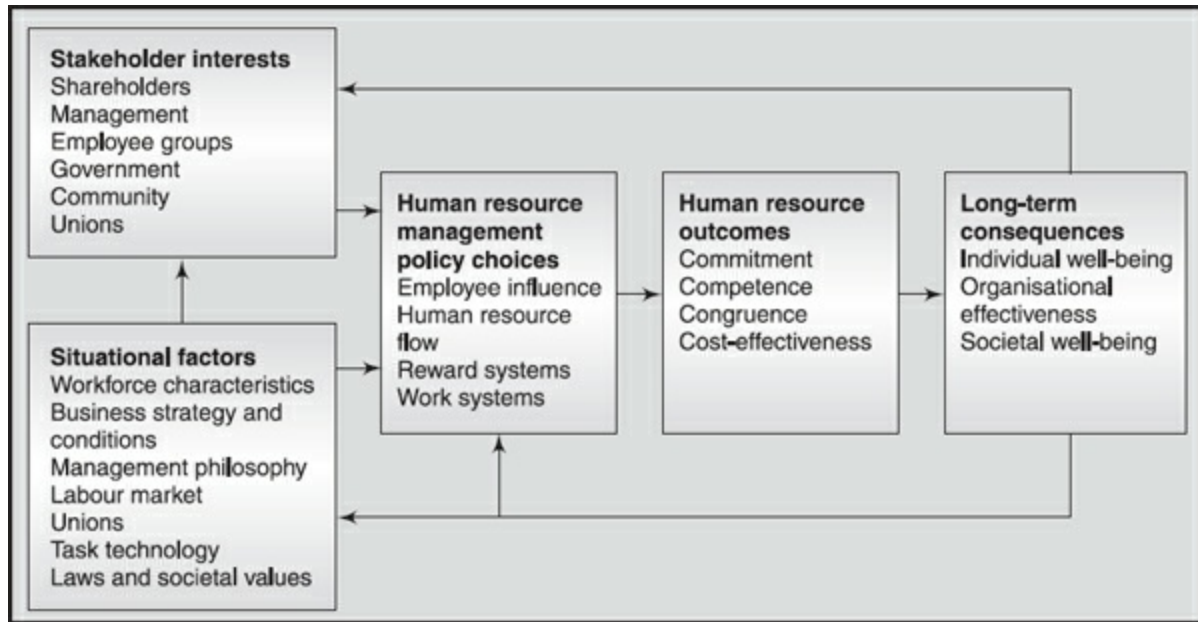 Stakeholder interests
Shareholders
Management
Employee groups
Government
Community
Unions
Situational factors
Workforce characteristics
Business strategy and
conditions
Management philosophy
Labour market
Unions
Task technology
Laws and societal values
Human resource
management
policy choices
Employee influence
Human resource
flow
Reward systems
Work systems
Human resource
outcomes
Commitment
Competence
Congruence
Cost-effectiveness
Long-term
consequences
Individual well-being
Organisational
effectiveness
Societal well-being